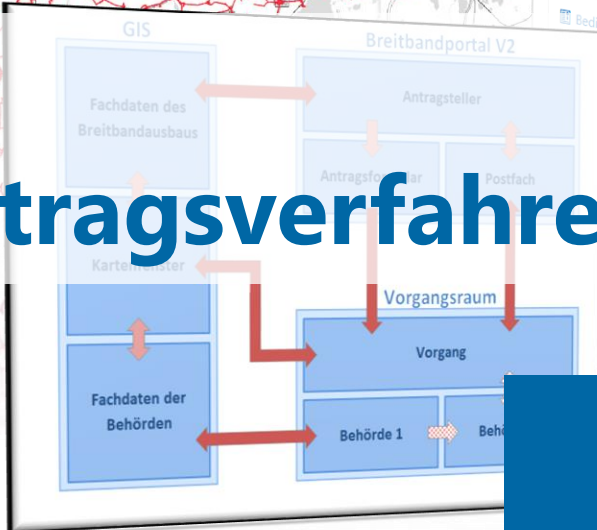 Bedi
GIS
Breitbandportal V2
Fachdaten des
Breitbandausbaus
Antragsteller
Antragsformular
Postfach
tragsverfahre
Kartenfenster
Vorgangsraum
Vorgang
Fachdaten der
Behörden
Behörde 1
Behö